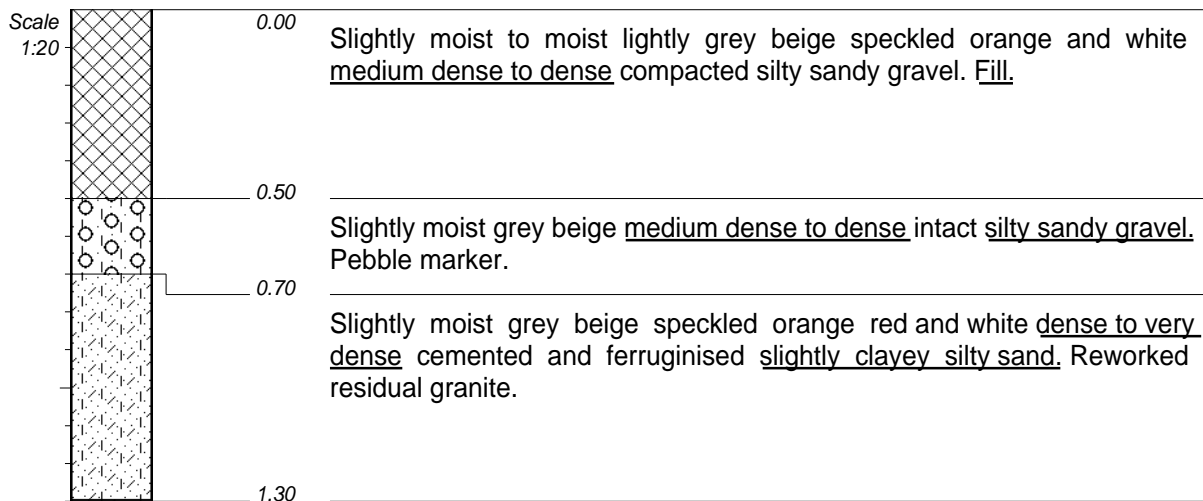 Scale
1:20
0.00
Slightly moist to moist lightly grey beige speckled orange and white
medium dense to dense compacted silty sandy gravel. Fill.
0.50
Slightly moist grey beige medium dense to dense intact silty sandy gravel.
Pebble marker.
0.70
Slightly moist grey beige speckled orange red and white dense to very
dense cemented and ferruginised slightly clayey silty sand. Reworked
residual granite.
1.30